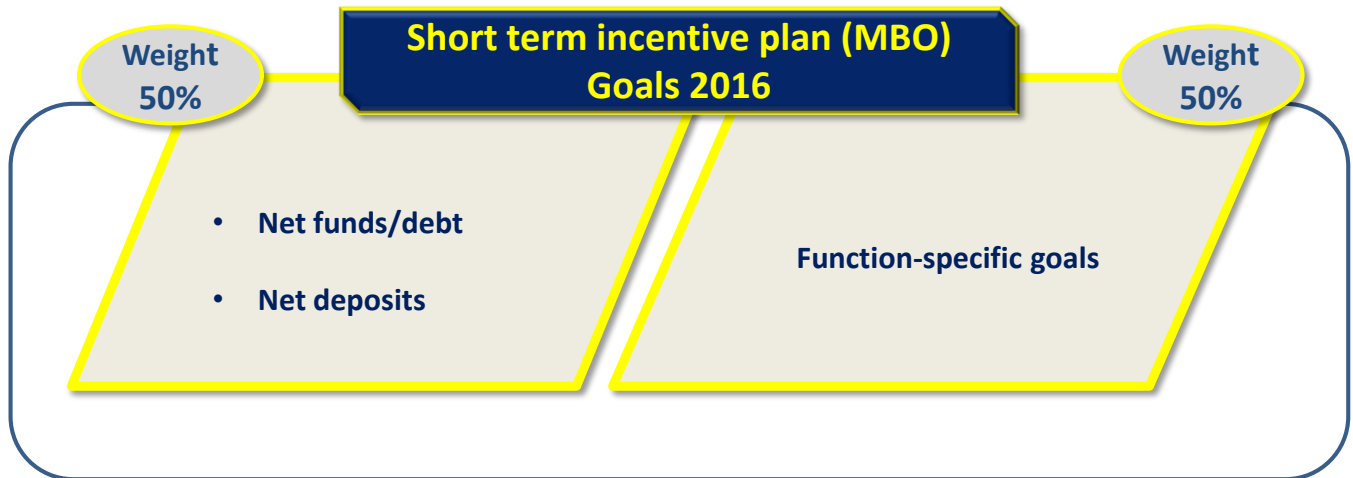 Short term incentive plan (MBO)
Goals 2016
Weight
50%
Weight
50%
• Net funds/debt
• Net deposits
Function-specific goals